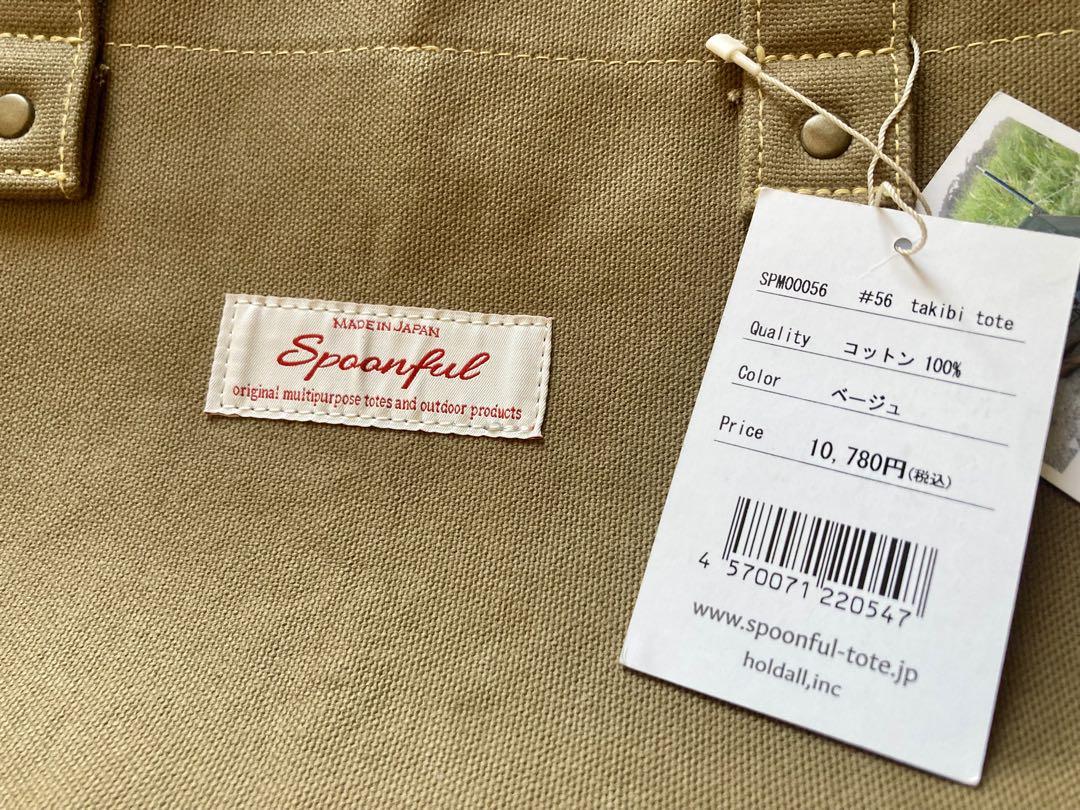 MADE IN JAPAN
Spoonful
original multipurpose totes and outdoor products
SPM00056 #56 takibi tote
Quality コットン 100%
Color ベージュ
Price 10,780円(税込)
4 570071 220547
www.spoonful-tote.jp
holdall,inc